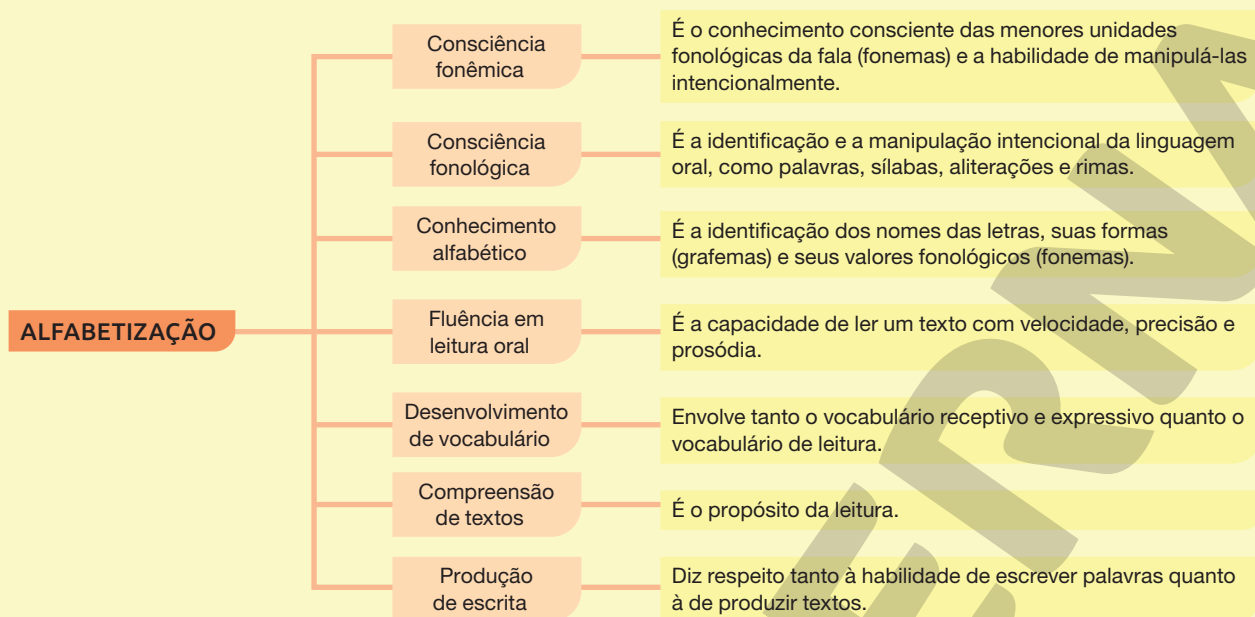 Consciência
fonêmica
É o conhecimento consciente das menores unidades
fonológicas da fala (fonemas) e a habilidade de manipulá-las
intencionalmente.
Consciência
fonológica
É a identificação e a manipulação intencional da linguagem
oral, como palavras, sílabas, aliterações e rimas.
Conhecimento
alfabético
É a identificação dos nomes das letras, suas formas
(grafemas) e seus valores fonológicos (fonemas).
ALFABETIZAÇÃO
Fluência em
leitura oral
É a capacidade de ler um texto com velocidade, precisão e
prosódia.
Desenvolvimento
de vocabulário
Envolve tanto o vocabulário receptivo e expressivo quanto o
vocabulário de leitura.
Compreensão
de textos
É o propósito da leitura.
Produção
de escrita
Diz respeito tanto à habilidade de escrever palavras quanto
à de produzir textos.